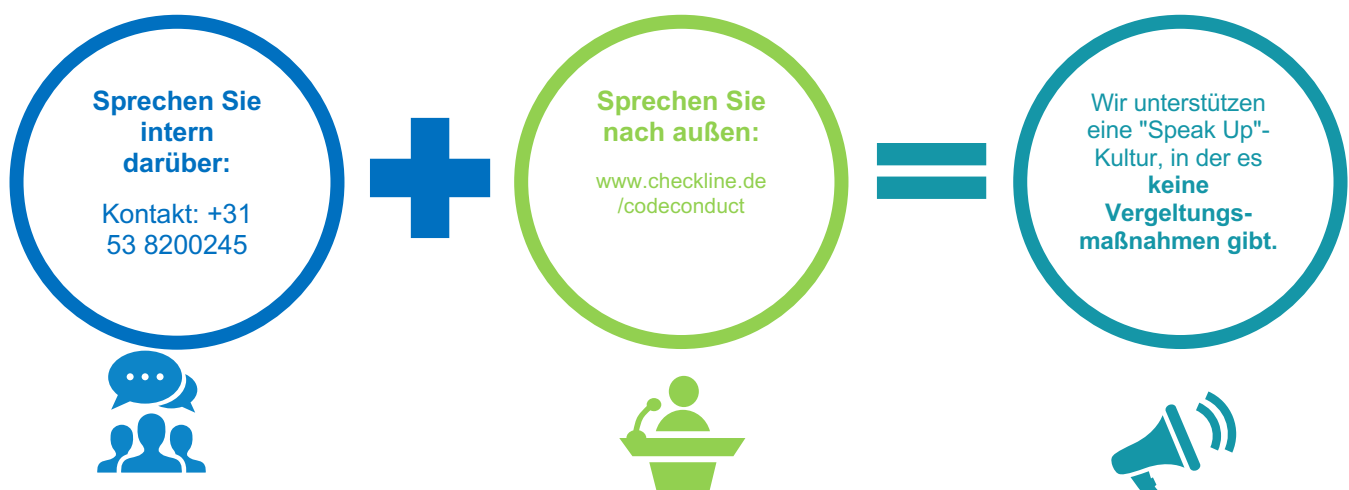 Sprechen Sie
intern
darüber:
Kontakt: +31
53 8200245
Sprechen Sie
nach außen:
www.checkline.de
/codeconduct
Wir unterstützen
eine "Speak Up"-
Kultur, in der es
keine
Vergeltungs-
maßnahmen gibt.